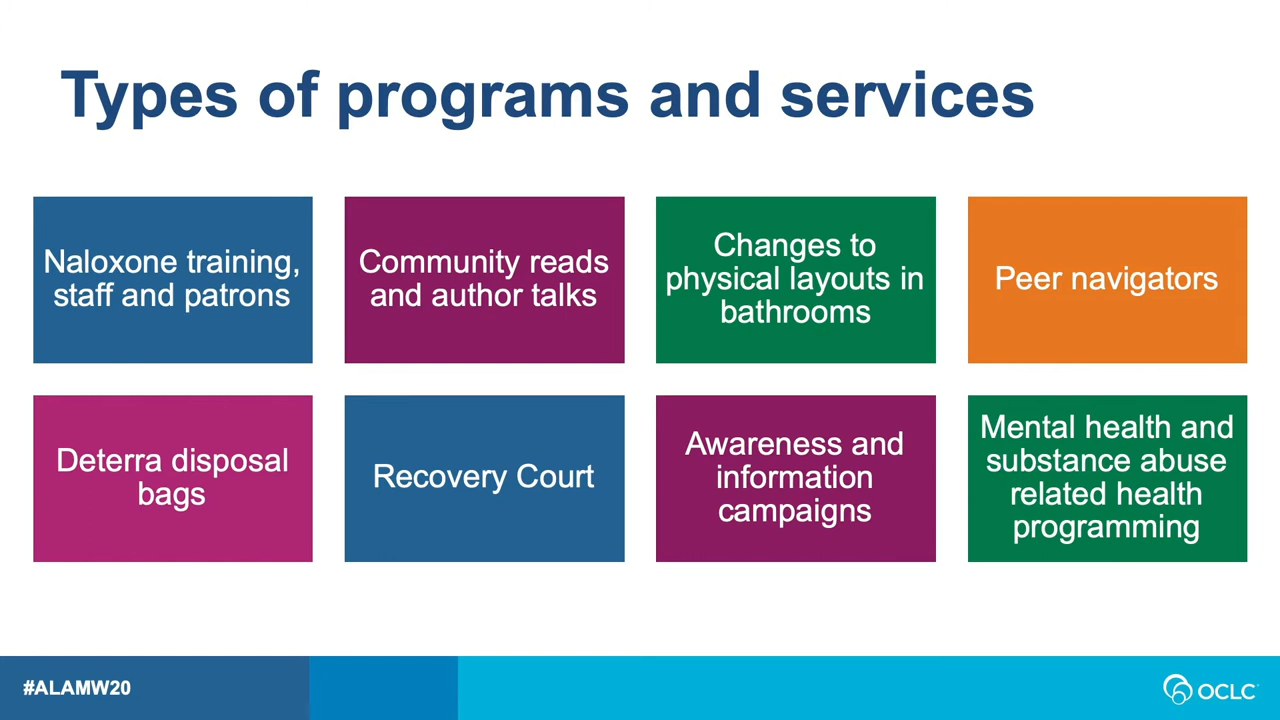 Types of programs and services
Naloxone training,
staff and patrons
Community reads
and author talks
Changes to
physical layouts in
bathrooms
Peer navigators
Deterra disposal
bags
Recovery Court
Awareness and
information
campaigns
Mental health and
substance abuse
related health
programming
#ALAMW20
OCLC